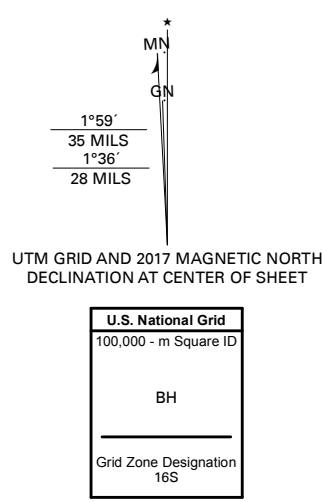 MN
GN
1°59´
35 MILS
1°36´
28 MILS
UTM GRID AND 2017 MAGNETIC NORTH
DECLINATION AT CENTER OF SHEET
U.S. National Grid
100,000 - m Square ID
BH
Grid Zone Designation
16S